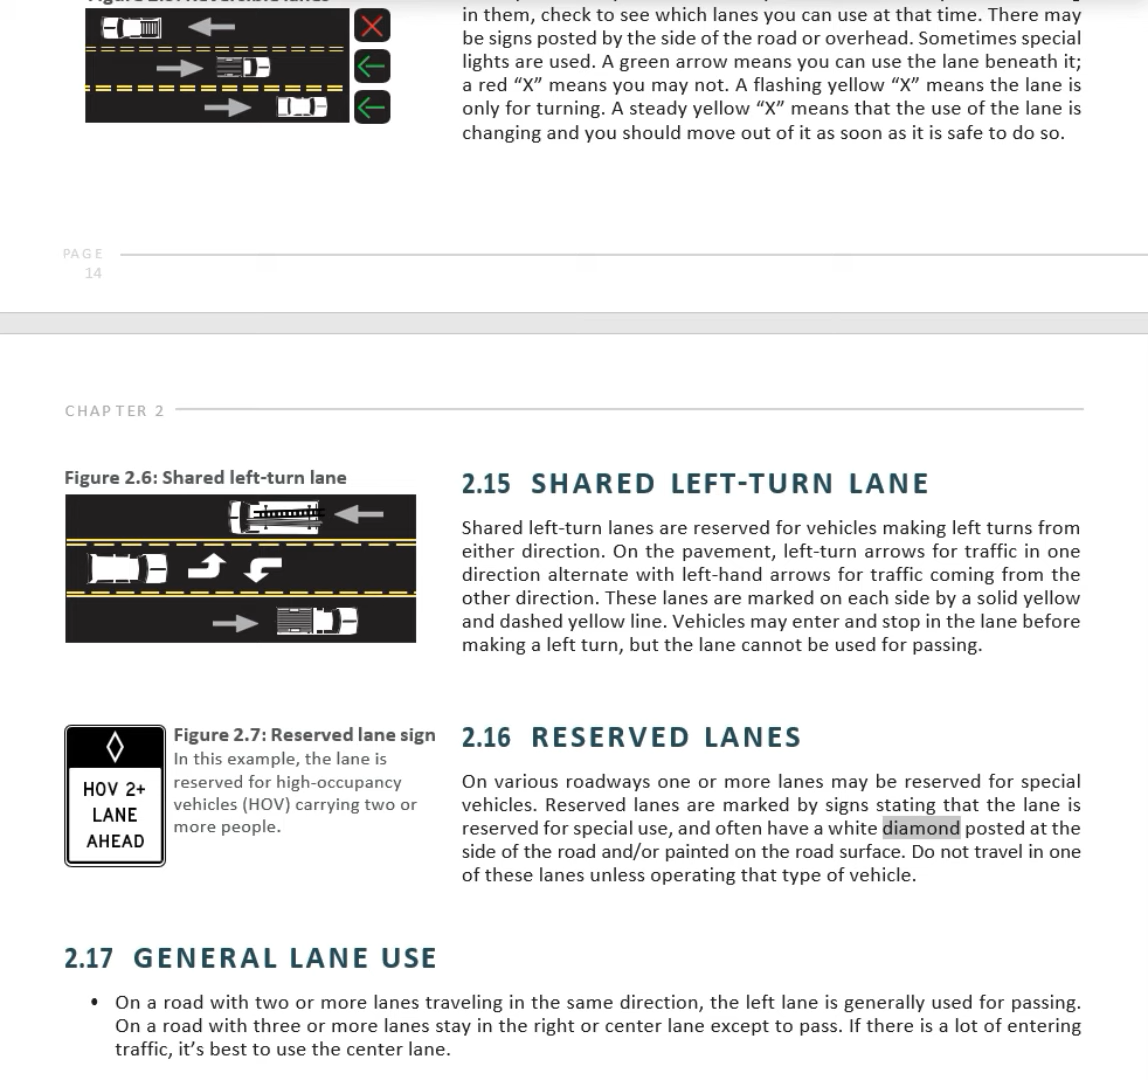 in them, check to see which lanes you can use at that time. There may
be signs posted by the side of the road or overhead. Sometimes special
lights are used. A green arrow means you can use the lane beneath it;
a red “X” means you may not. A flashing yellow “X” means the lane is
only for turning. A steady yellow “X” means that the use of the lane is
changing and you should move out of it as soon as it is safe to do so.
PAGE
14
CHAPTER 2
Figure 2.6: Shared left-turn lane
2.15 SHARED LEFT-TURN LANE
Shared left-turn lanes are reserved for vehicles making left turns from
either direction. On the pavement, left-turn arrows for traffic in one
direction alternate with left-hand arrows for traffic coming from the
other direction. These lanes are marked on each side by a solid yellow
and dashed yellow line. Vehicles may enter and stop in the lane before
making a left turn, but the lane cannot be used for passing.
HOV 2+
LANE
AHEAD
Figure 2.7: Reserved lane sign
In this example, the lane is
reserved for high-occupancy
vehicles (HOV) carrying two or
more people.
2.16 RESERVED LANES
On various roadways one or more lanes may be reserved for special
vehicles. Reserved lanes are marked by signs stating that the lane is
reserved for special use, and often have a white diamond posted at the
side of the road and/or painted on the road surface. Do not travel in one
of these lanes unless operating that type of vehicle.
2.17 GENERAL LANE USE
• On a road with two or more lanes traveling in the same direction, the left lane is generally used for passing.
On a road with three or more lanes stay in the right or center lane except to pass. If there is a lot of entering
traffic, it’s best to use the center lane.